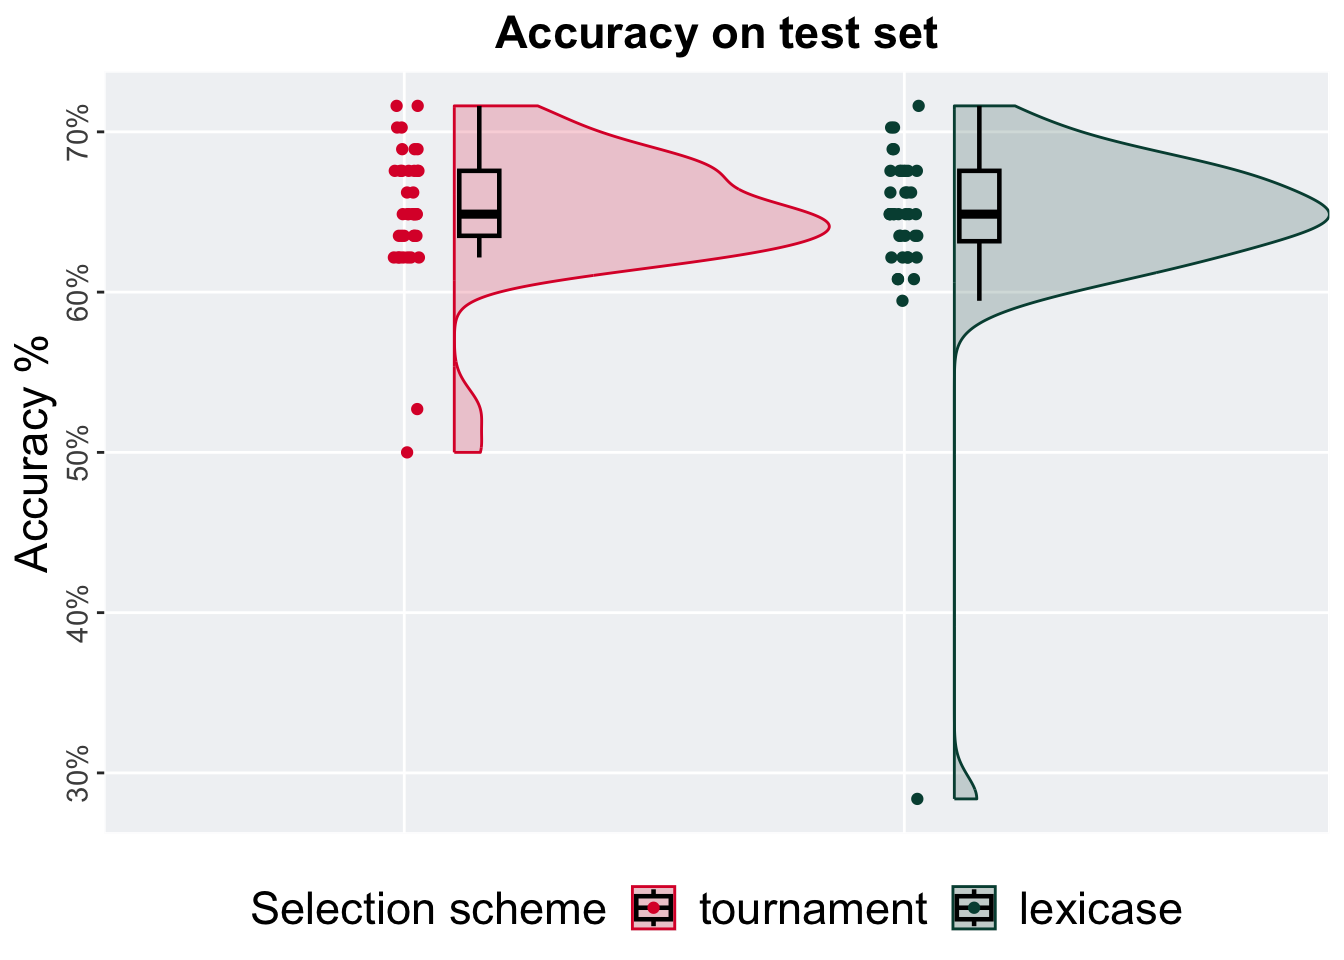 Accuracy on test set
Accuracy %
70%
60%
50%
40%
30%
Selection scheme tournament lexicase